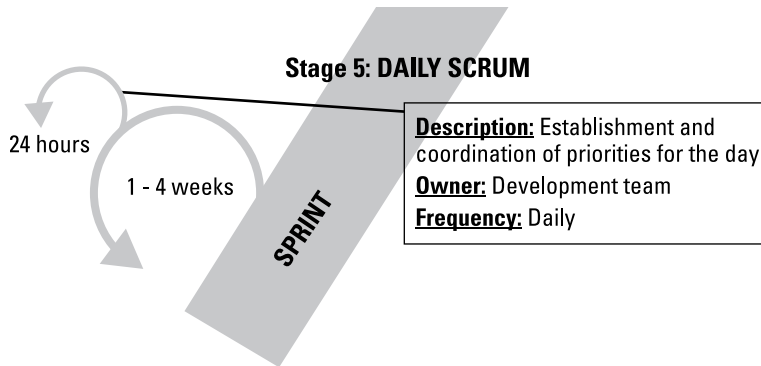 Stage 5: DAILY SCRUM
24 hours
1 - 4 weeks
SPRINT
Description: Establishment and
coordination of priorities for the day
Owner: Development team
Frequency: Daily